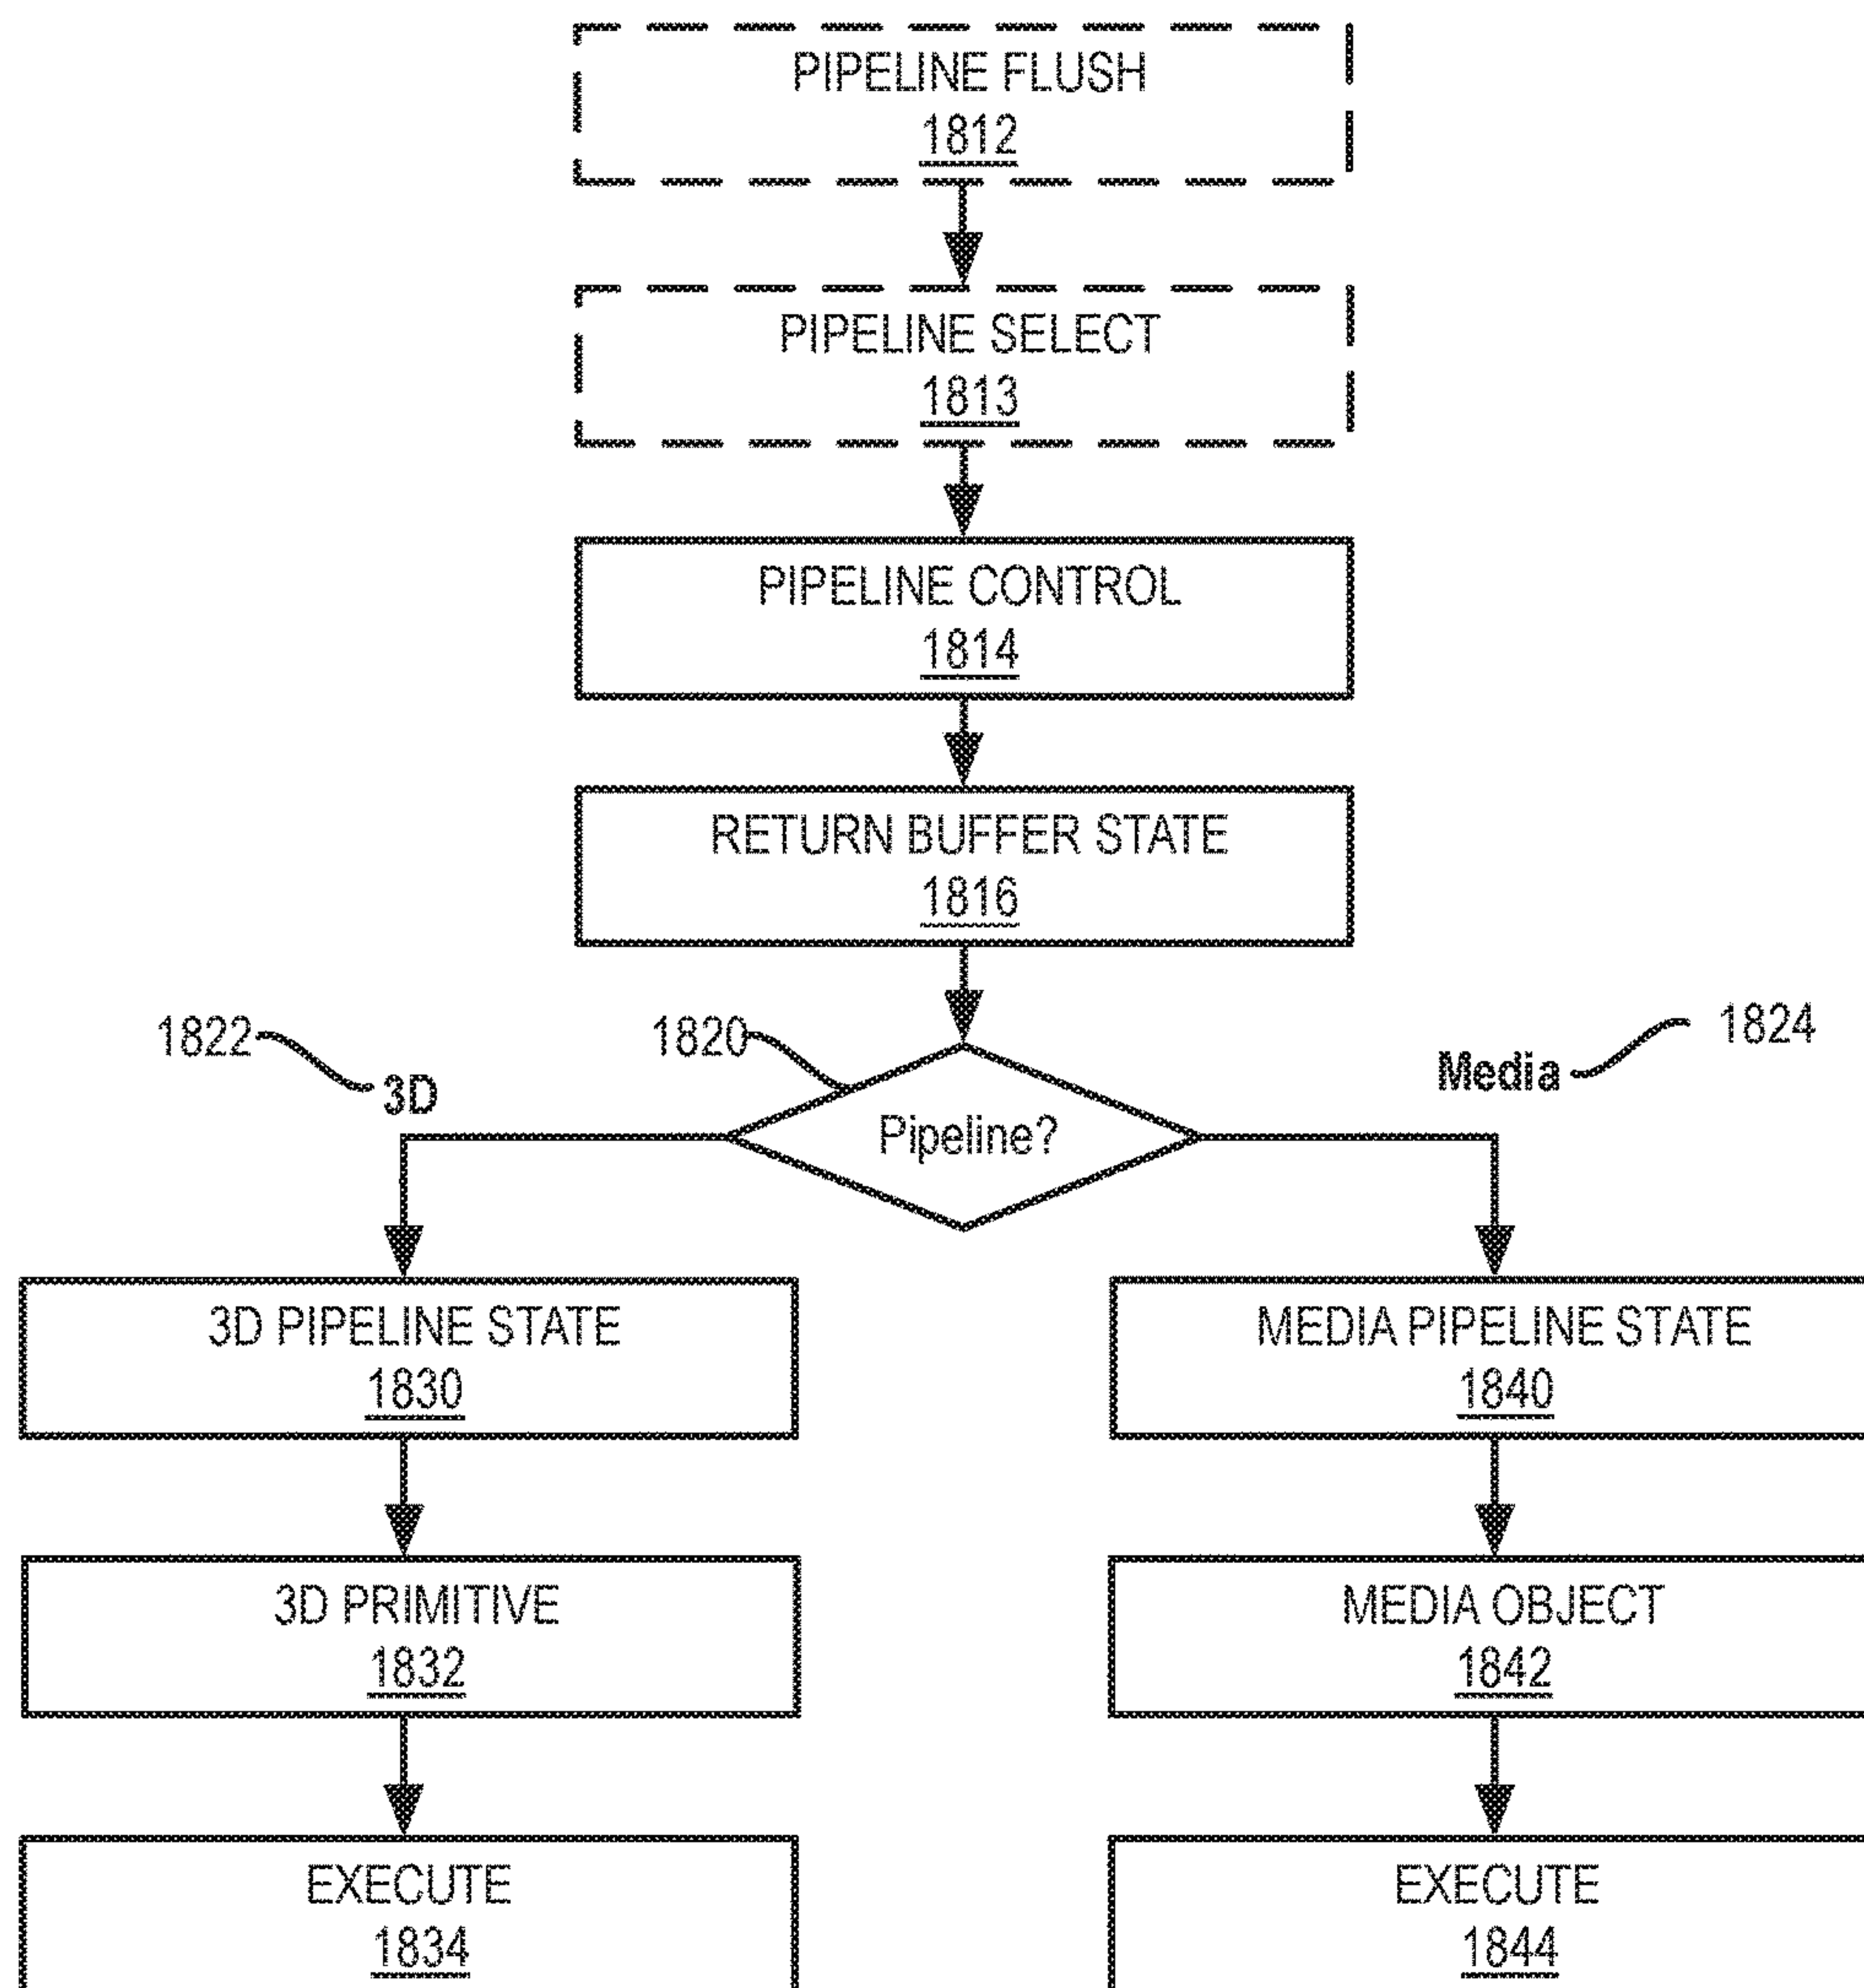 PIPELINE FLUSH
1812
PIPELINE SELECT
1813
PIPELINE CONTROL
1814
RETURN BUFFER STATE
1816
1822
3D
1820
Pipeline?
Media
1824
3D PIPELINE STATE
1830
MEDIA PIPELINE STATE
1840
3D PRIMITIVE
1832
MEDIA OBJECT
1842
EXECUTE
1834
EXECUTE
1844